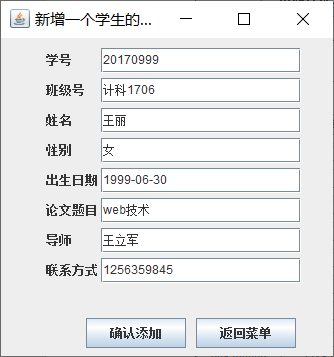 新增一个学生的...
学号 20170999
班级号 计科1706
姓名 王丽
性别 女
出生日期 1999-06-30
论文题目 web技术
导师 王立军
联系方式 1256359845
确认添加 返回菜单